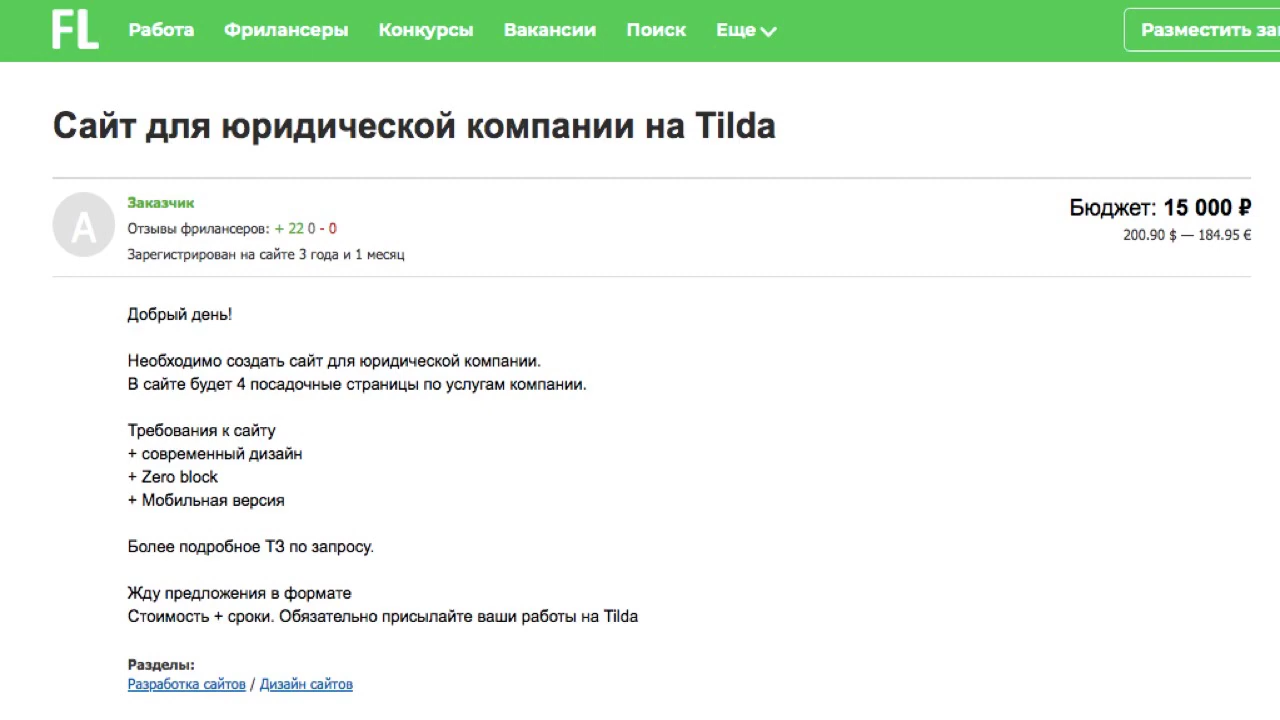 FL Работа Фрилансеры Конкурсы Вакансии Поиск Еще Разместить
Сайт для юридической компании на Tilda
А
Заказчик
Отзывы фрилансеров: + 22 0 - 0
Зарегистрирован на сайте 3 года и 1 месяц
Бюджет: 15 000 ₽
200.90 $ — 184.95 €
Добрый день!
Необходимо создать сайт для юридической компании.
В сайте будет 4 посадочные страницы по услугам компании.
Требования к сайту
+ современный дизайн
+ Zero block
+ Мобильная версия
Более подробное ТЗ по запросу.
Жду предложения в формате
Стоимость + сроки. Обязательно присылайте ваши работы на Tilda
Разделы:
Разработка сайтов / Дизайн сайтов